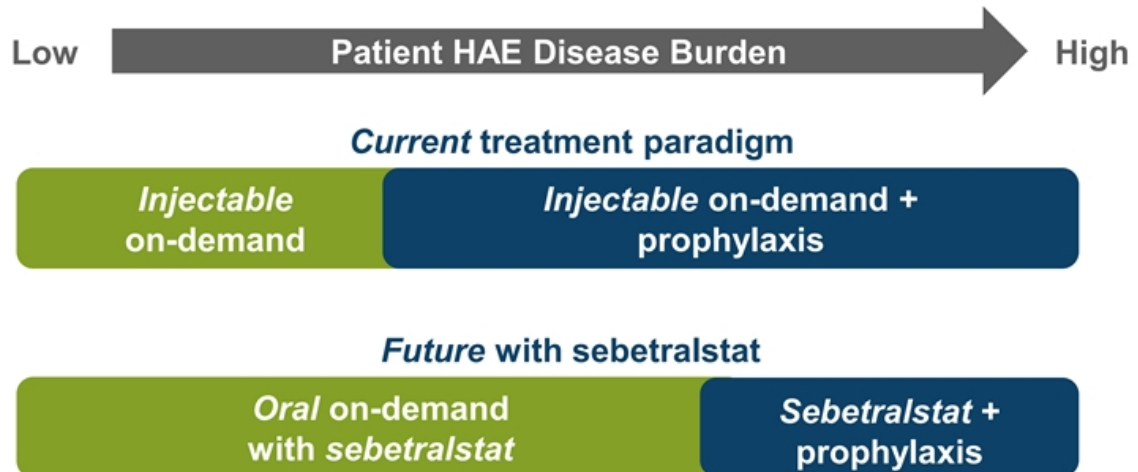 Low Patient HAE Disease Burden High
Current treatment paradigm
Injectable
on-demand
Injectable on-demand +
prophylaxis
Future with sebetralstat
Oral on-demand
with sebetralstat
Sebetralstat +
prophylaxis